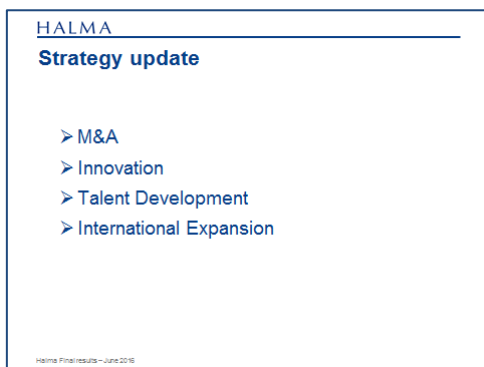 HALMA
Strategy update
➢ M&A
➢ Innovation
➢ Talent Development
➢ International Expansion
Halma Final results – June 2016